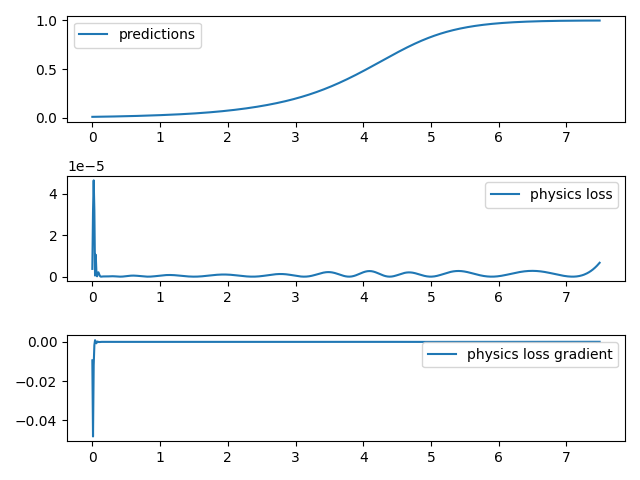 1.0
predictions
0.5
0.0
0 1 2 3 4 5 6 7
1e−5
4
physics loss
2
0
0 1 2 3 4 5 6 7
0.00
physics loss gradient
−0.02
−0.04
0 1 2 3 4 5 6 7